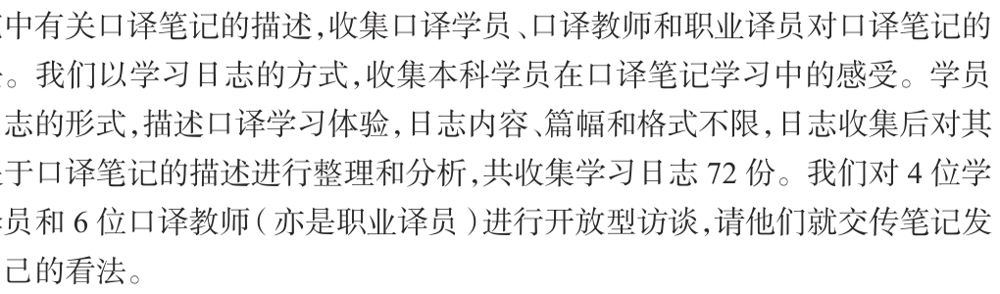 中有关口译笔记的描述,收集口译学员、口译教师和职业译员对口译笔记的
。我们以学习日志的方式,收集本科学员在口译笔记学习中的感受。学员
志的形式,描述口译学习体验,日志内容、篇幅和格式不限,日志收集后对其
于口译笔记的描述进行整理和分析,共收集学习日志 72 份。我们对 4 位学
员和 6 位口译教师(亦是职业译员)进行开放型访谈,请他们就交传笔记发
己的看法。